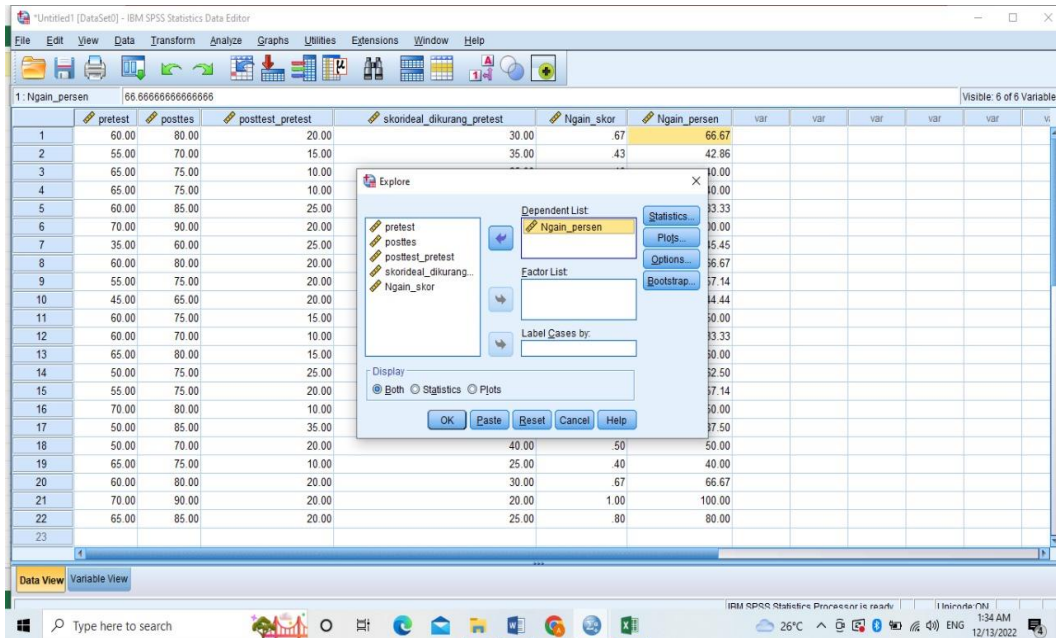 *Untitled1 [DataSet0] - IBM SPSS Statistics Data Editor
File Edit View Data Transform Analyze Graphs Utilities Extensions Window Help
1 : Ngain_persen 66.66666666666666 Visible: 6 of 6 Variable
pretest posttes posttest_pretest skorideal_dikurang_pretest Ngain_skor Ngain_persen var var var var var
1 60.00 80.00 20.00 30.00 .67 66.67
2 55.00 70.00 15.00 35.00 .43 42.86
3 65.00 75.00 10.00
4 65.00 75.00 10.00
5 60.00 85.00 25.00
6 70.00 90.00 20.00
7 35.00 60.00 25.00
8 60.00 80.00 20.00
9 55.00 75.00 20.00
10 45.00 65.00 20.00
11 60.00 75.00 15.00
12 60.00 70.00 10.00
13 65.00 80.00 15.00
14 50.00 75.00 25.00
15 55.00 75.00 20.00
16 70.00 80.00 10.00
17 50.00 85.00 35.00
18 50.00 70.00 20.00 40.00 .50 50.00
19 65.00 75.00 10.00 25.00 .40 40.00
20 60.00 80.00 20.00 30.00 .67 66.67
21 70.00 90.00 20.00 20.00 1.00 100.00
22 65.00 85.00 20.00 25.00 .80 80.00
23
Explore
pretest
posttes
posttest_pretest
skorideal_dikurang...
Ngain_skor
Dependent List:
Ngain_persen
Factor List:
Label Cases by:
Statistics...
Plots...
Options...
Bootstrap...
Display
Both Statistics Plots
OK Paste Reset Cancel Help
Data View Variable View
IBM SPSS Statistics Processor is ready Unicode:ON
Type here to search
26°C ENG 1:34 AM
12/13/2022